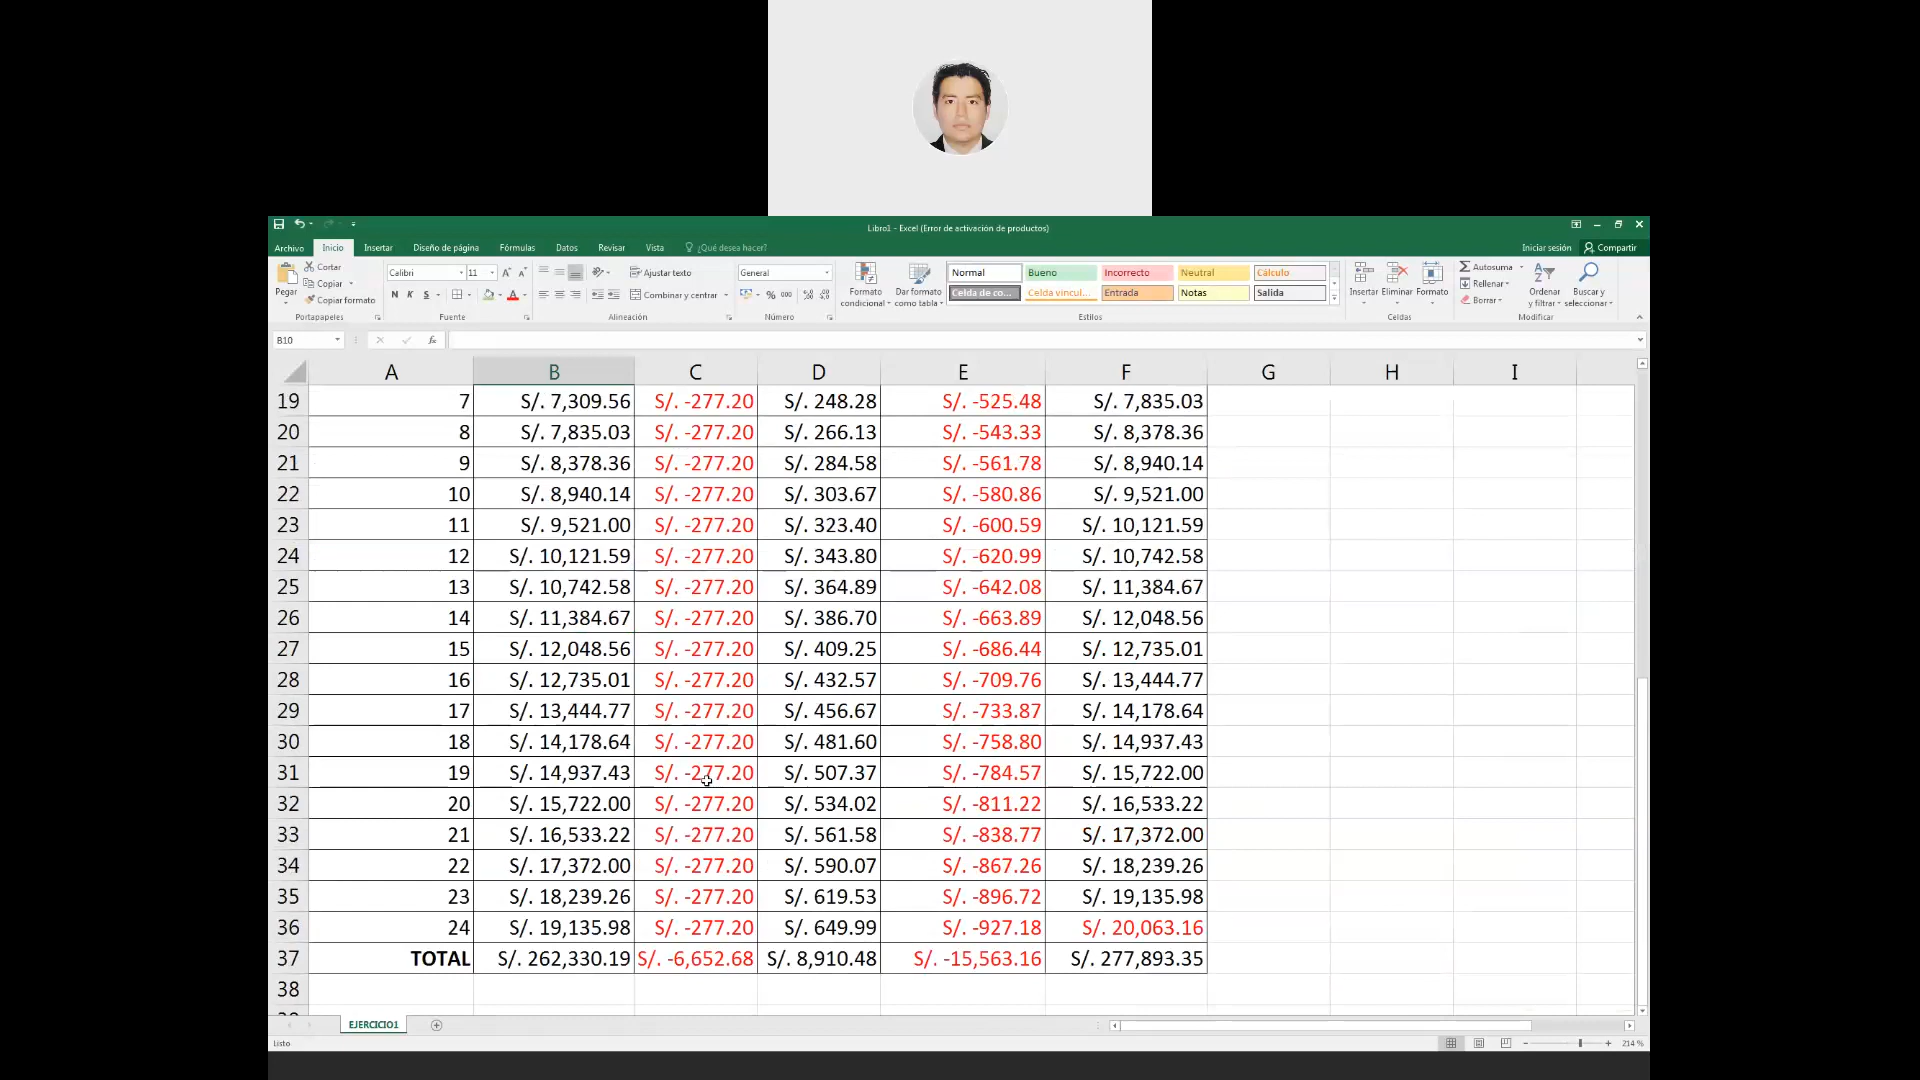 Libro1 - Excel (Error de activación de productos)
Archivo Inicio Insertar Diseño de página Fórmulas Datos Revisar Vista ¿Qué desea hacer? Iniciar sesión Compartir
Pegar
Cortar
Copiar
Copiar formato
Portapapeles
Calibri 11
N K S
Fuente
Ajustar texto
Combinar y centrar
Alineación
General
% 000
Número
Formato condicional
Dar formato como tabla
Normal Bueno Incorrecto Neutral Cálculo
Celda de co... Celda vincul... Entrada Notas Salida
Estilos
Insertar Eliminar Formato
Celdas
Autosuma
Rellenar
Borrar
Ordenar y filtrar
Buscar y seleccionar
Modificar
B10 fx
A B C D E F G H I
19 7 S/. 7,309.56 S/. -277.20 S/. 248.28 S/. -525.48 S/. 7,835.03
20 8 S/. 7,835.03 S/. -277.20 S/. 266.13 S/. -543.33 S/. 8,378.36
21 9 S/. 8,378.36 S/. -277.20 S/. 284.58 S/. -561.78 S/. 8,940.14
22 10 S/. 8,940.14 S/. -277.20 S/. 303.67 S/. -580.86 S/. 9,521.00
23 11 S/. 9,521.00 S/. -277.20 S/. 323.40 S/. -600.59 S/. 10,121.59
24 12 S/. 10,121.59 S/. -277.20 S/. 343.80 S/. -620.99 S/. 10,742.58
25 13 S/. 10,742.58 S/. -277.20 S/. 364.89 S/. -642.08 S/. 11,384.67
26 14 S/. 11,384.67 S/. -277.20 S/. 386.70 S/. -663.89 S/. 12,048.56
27 15 S/. 12,048.56 S/. -277.20 S/. 409.25 S/. -686.44 S/. 12,735.01
28 16 S/. 12,735.01 S/. -277.20 S/. 432.57 S/. -709.76 S/. 13,444.77
29 17 S/. 13,444.77 S/. -277.20 S/. 456.67 S/. -733.87 S/. 14,178.64
30 18 S/. 14,178.64 S/. -277.20 S/. 481.60 S/. -758.80 S/. 14,937.43
31 19 S/. 14,937.43 S/. -277.20 S/. 507.37 S/. -784.57 S/. 15,722.00
32 20 S/. 15,722.00 S/. -277.20 S/. 534.02 S/. -811.22 S/. 16,533.22
33 21 S/. 16,533.22 S/. -277.20 S/. 561.58 S/. -838.77 S/. 17,372.00
34 22 S/. 17,372.00 S/. -277.20 S/. 590.07 S/. -867.26 S/. 18,239.26
35 23 S/. 18,239.26 S/. -277.20 S/. 619.53 S/. -896.72 S/. 19,135.98
36 24 S/. 19,135.98 S/. -277.20 S/. 649.99 S/. -927.18 S/. 20,063.16
37 TOTAL S/. 262,330.19 S/. -6,652.68 S/. 8,910.48 S/. -15,563.16 S/. 277,893.35
38
EJERCICIO1
Listo 214 %